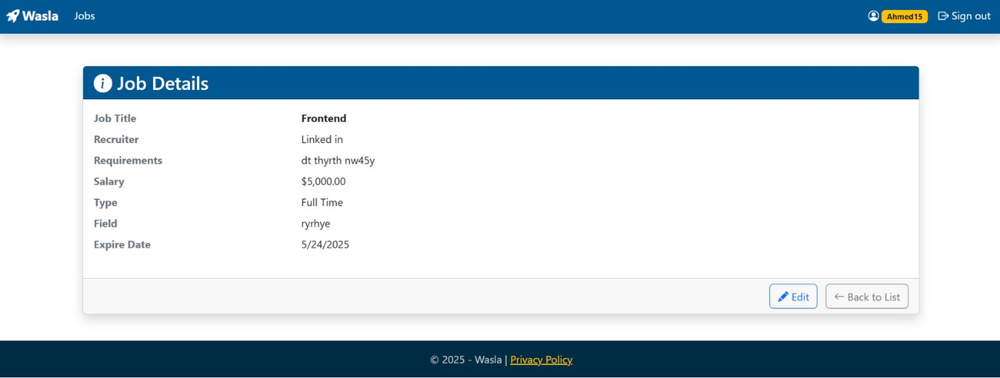 Wasla Jobs Ahmed15 Sign out
Job Details
Job Title Frontend
Recruiter Linked in
Requirements dt thyrth nw45y
Salary $5,000.00
Type Full Time
Field ryrhye
Expire Date 5/24/2025
Edit ← Back to List
© 2025 - Wasla | Privacy Policy